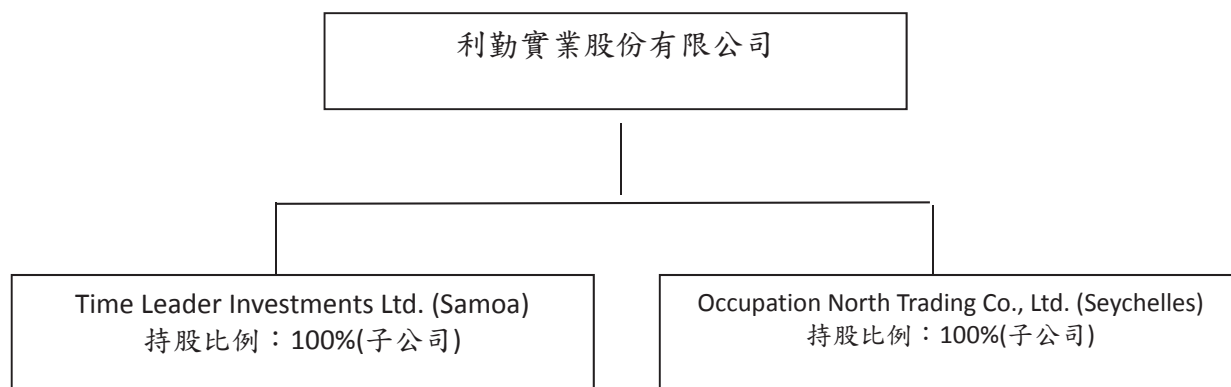 利勤實業股份有限公司
Time Leader Investments Ltd. (Samoa)
持股比例：100%(子公司)
Occupation North Trading Co., Ltd. (Seychelles)
持股比例：100%(子公司)